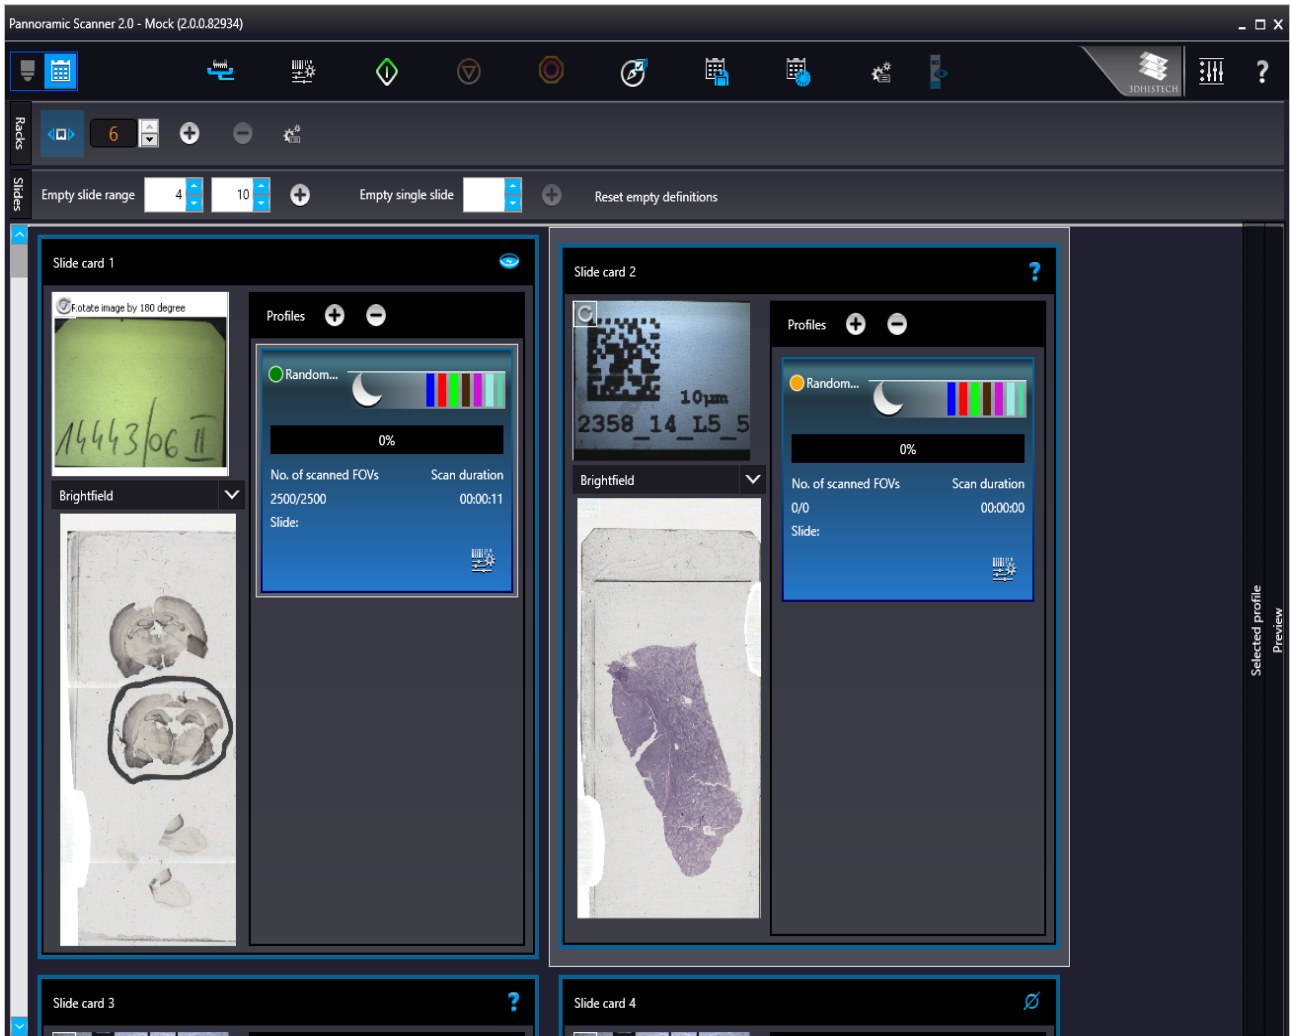 Pannoramic Scanner 2.0 - Mock (2.0.0.82934)
3DHISTECH
Racks
6
Slides
Empty slide range
4
10
Empty single slide
Reset empty definitions
Slide card 1
Rotate image by 180 degree
14443/06 II
Brightfield
Profiles
Random...
0%
No. of scanned FOVs
Scan duration
2500/2500
00:00:11
Slide:
Slide card 2
10µm
2358_14_L5_5
Brightfield
Profiles
Random...
0%
No. of scanned FOVs
Scan duration
0/0
00:00:00
Slide:
Selected profile
Preview
Slide card 3
Slide card 4